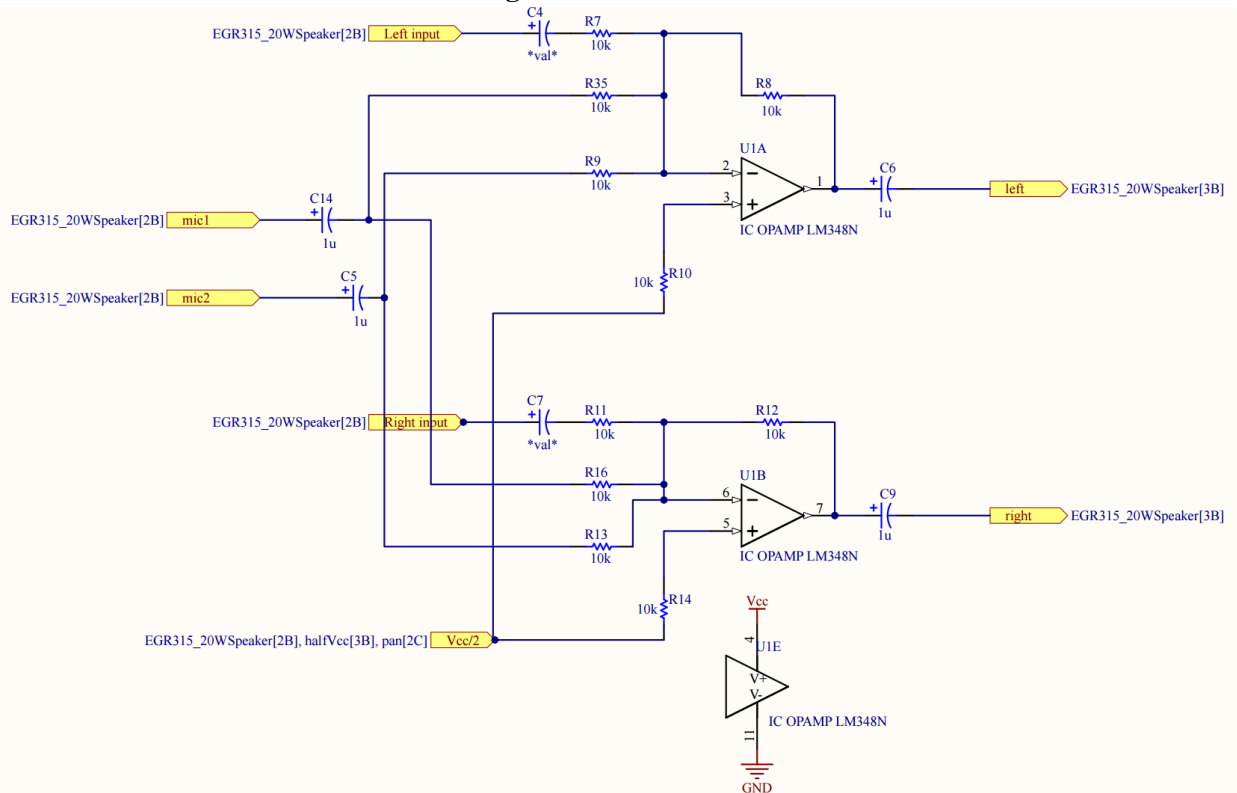 C4
+
EGR315_20WSpeaker[2B] Left input
*val*
R7
10k
R35
10k
R8
10k
R9
10k
U1A
2
3
1
IC OPAMP LM348N
C6
+
1u
left EGR315_20WSpeaker[3B]
C14
+
EGR315_20WSpeaker[2B] mic1
1u
C5
+
EGR315_20WSpeaker[2B] mic2
1u
R10
10k
C7
+
EGR315_20WSpeaker[2B] Right input
*val*
R11
10k
R12
10k
R16
10k
U1B
6
5
7
IC OPAMP LM348N
C9
+
1u
right EGR315_20WSpeaker[3B]
R13
10k
R14
10k
EGR315_20WSpeaker[2B], halfVcc[3B], pan[2C] Vcc/2
Vcc
4
U1E
V+
V-
IC OPAMP LM348N
11
GND